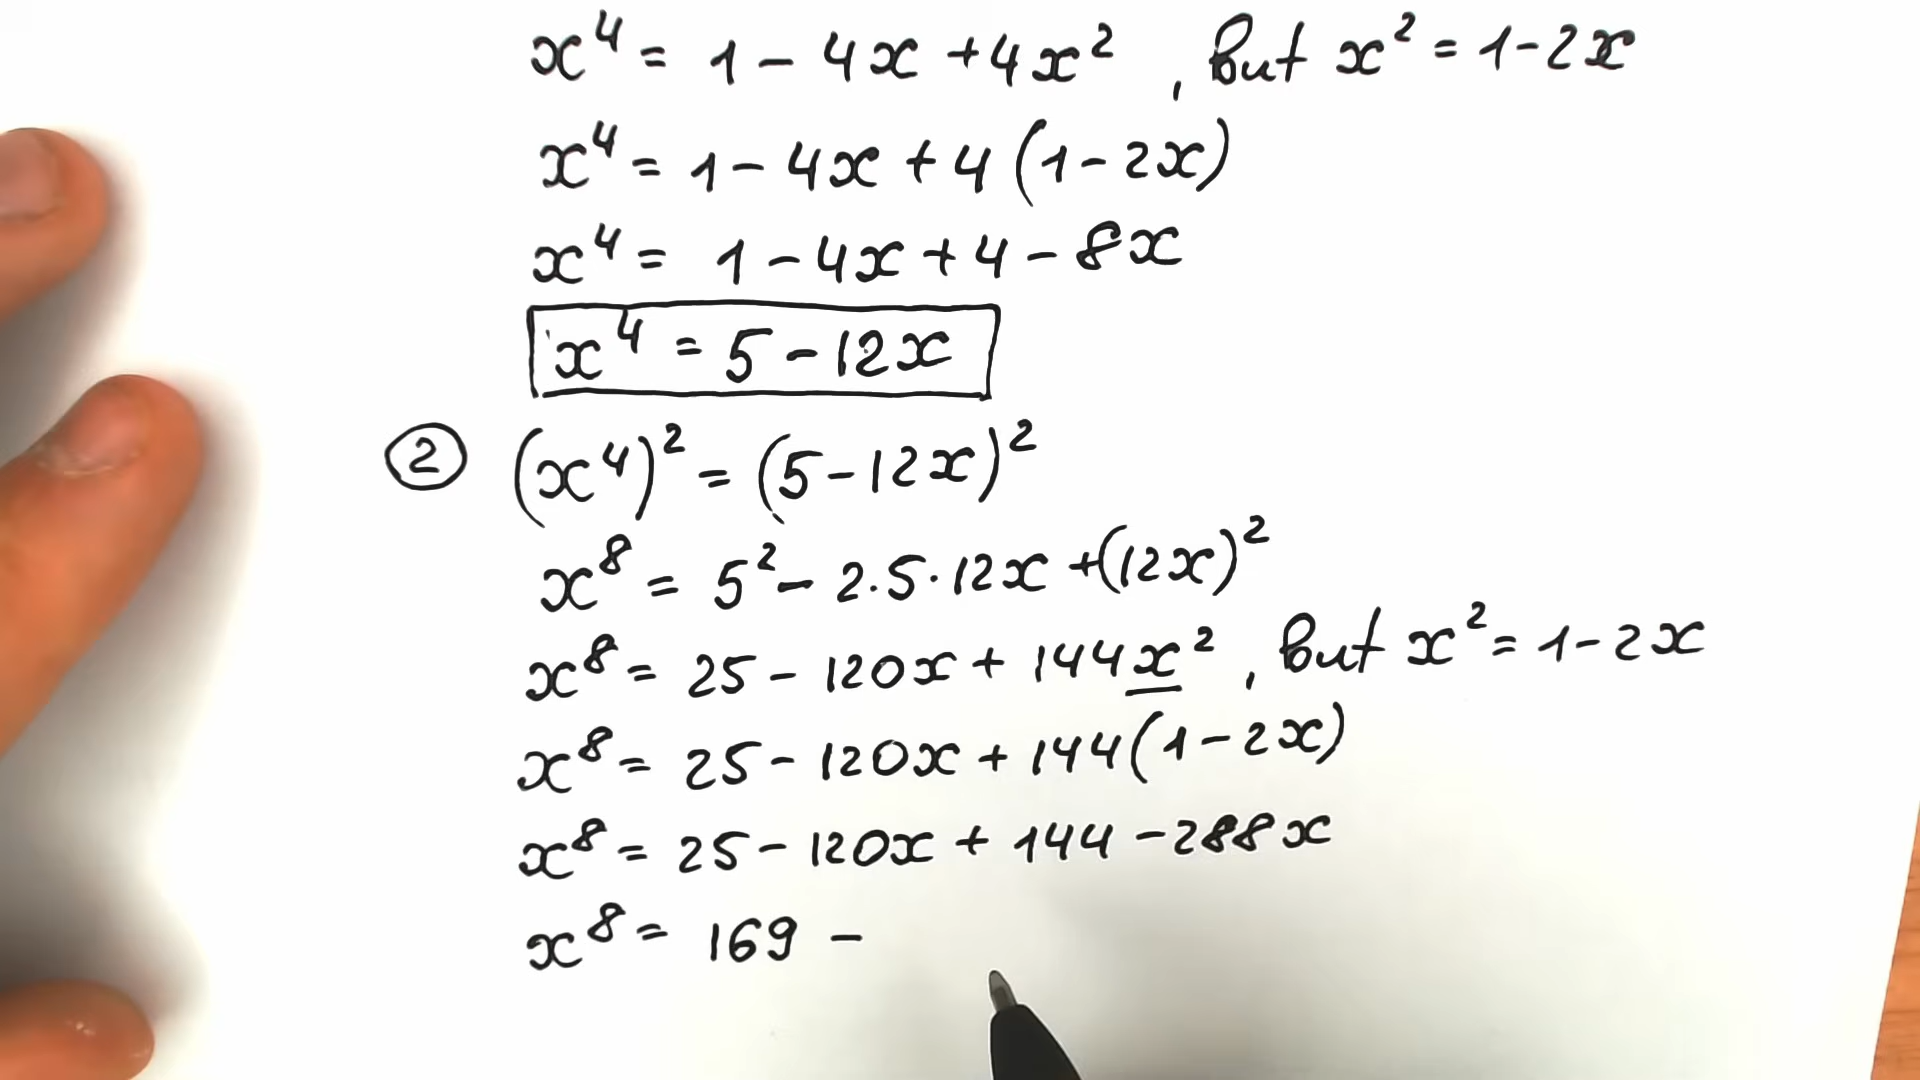 x⁴ = 1 - 4x + 4x² , but x² = 1 - 2x
x⁴ = 1 - 4x + 4 (1 - 2x)
x⁴ = 1 - 4x + 4 - 8x
x⁴ = 5 - 12x
② (x⁴)² = (5 - 12x)²
x⁸ = 5² - 2·5·12x + (12x)²
x⁸ = 25 - 120x + 144x² , but x² = 1 - 2x
x⁸ = 25 - 120x + 144(1 - 2x)
x⁸ = 25 - 120x + 144 - 288x
x⁸ = 169 -